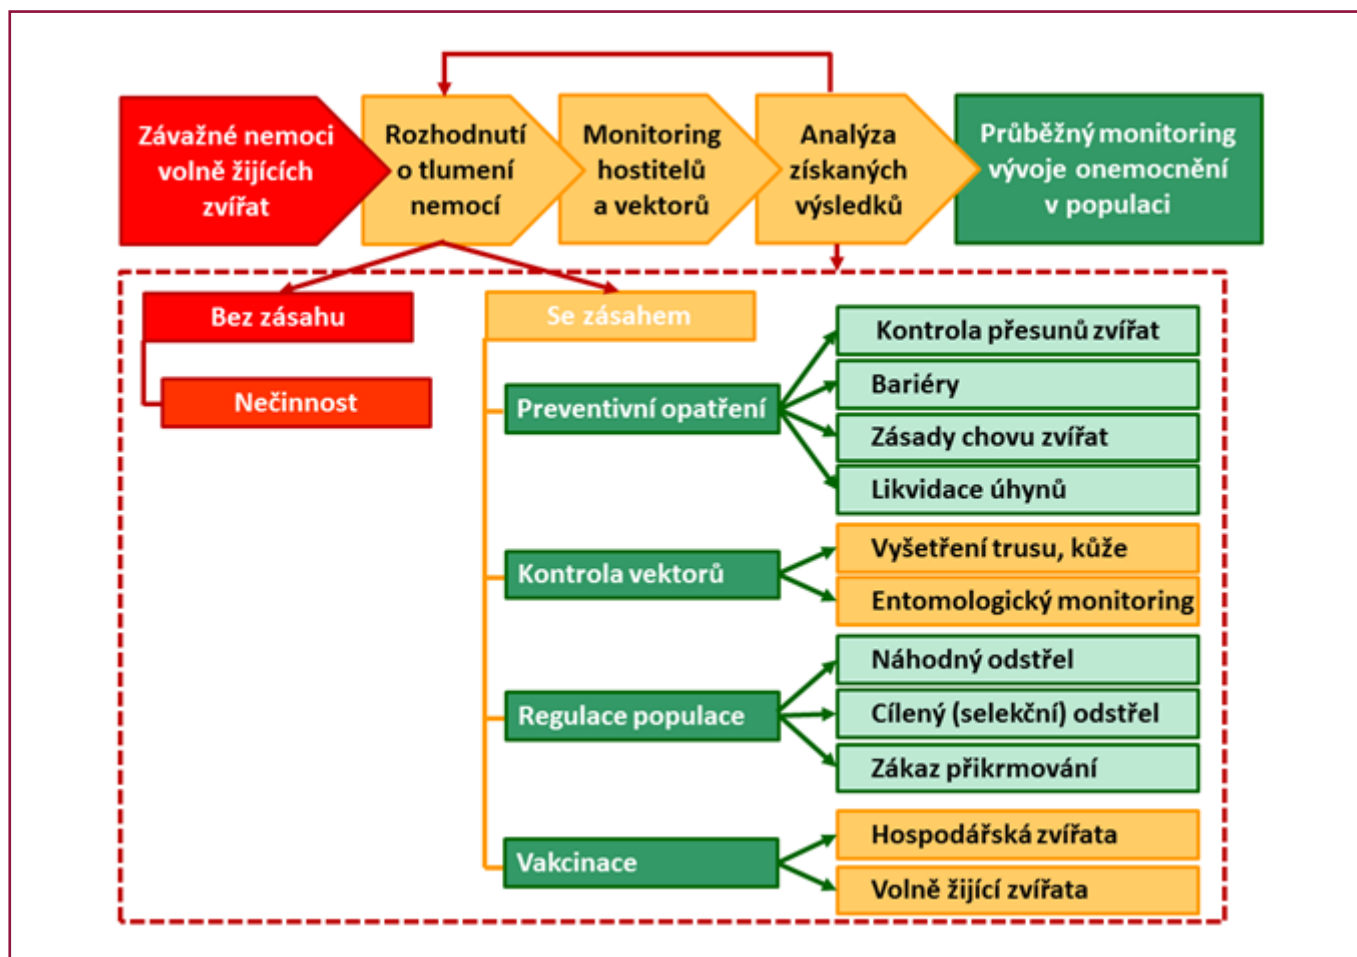 Závažné nemoci
volně žijících
zvířat
Rozhodnutí
o tlumení
nemocí
Monitoring
hostitelů
a vektorů
Analýza
získaných
výsledků
Průběžný monitoring
vývoje onemocnění
v populaci
Bez zásahu
Nečinnost
Se zásahem
Preventivní opatření
Kontrola přesunů zvířat
Bariéry
Zásady chovu zvířat
Likvidace úhynů
Kontrola vektorů
Vyšetření trusu, kůže
Entomologický monitoring
Regulace populace
Náhodný odstřel
Cílený (selekční) odstřel
Zákaz přikrmování
Vakcinace
Hospodářská zvířata
Volně žijící zvířata